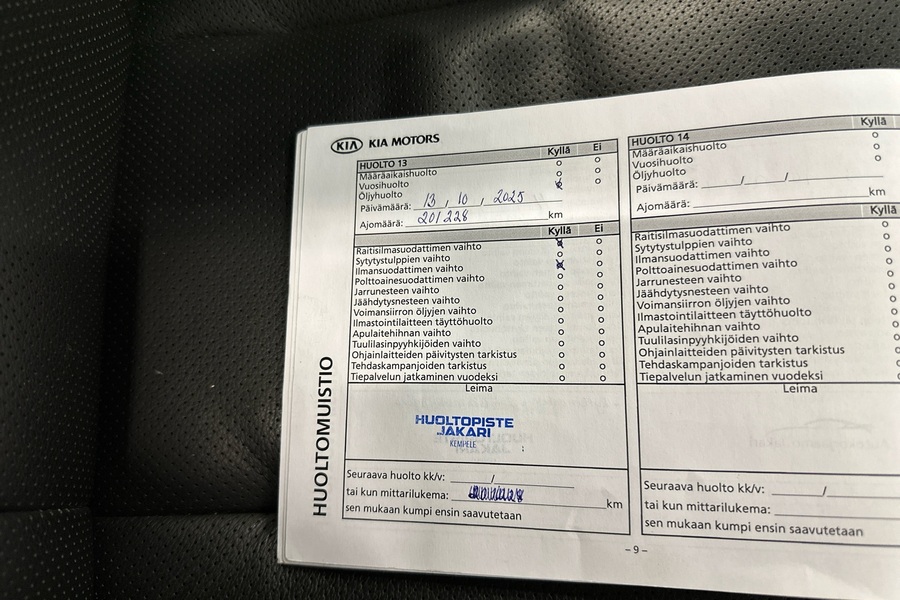 KIA KIA MOTORS
HUOLTOMUISTIO
HUOLTO 13 Kyllä Ei
Määräaikaishuolto o o
Vuosihuolto o o
Öljyhuolto x o
Päivämäärä: 13 , 10 , 2025
Ajomäärä: 201228 km
Kyllä Ei
Raitisilmasuodattimen vaihto x o
Sytytystulppien vaihto o o
Ilmansuodattimen vaihto x o
Polttoainesuodattimen vaihto o o
Jarrunesteen vaihto o o
Jäähdytysnesteen vaihto o o
Voimansiirron öljyjen vaihto o o
Ilmastointilaitteen täyttöhuolto o o
Apulaitehihnan vaihto o o
Tuulilasinpyyhkijöiden vaihto o o
Ohjainlaitteiden päivitysten tarkistus o o
Tehdaskampanjoiden tarkistus o o
Tiepalvelun jatkaminen vuodeksi o o
Leima
HUOLTOPISTE
JAKARI
KEMPELE
Seuraava huolto kk/v: /
tai kun mittarilukema: km
sen mukaan kumpi ensin saavutetaan
HUOLTO 14 Kyllä
Määräaikaishuolto o
Vuosihuolto o
Öljyhuolto o
Päivämäärä: / /
Ajomäärä: km
Kyllä
Raitisilmasuodattimen vaihto o
Sytytystulppien vaihto o
Ilmansuodattimen vaihto o
Polttoainesuodattimen vaihto o
Jarrunesteen vaihto o
Jäähdytysnesteen vaihto o
Voimansiirron öljyjen vaihto o
Ilmastointilaitteen täyttöhuolto o
Apulaitehihnan vaihto o
Tuulilasinpyyhkijöiden vaihto o
Ohjainlaitteiden päivitysten tarkistus o
Tehdaskampanjoiden tarkistus o
Tiepalvelun jatkaminen vuodeksi o
Leima
Seuraava huolto kk/v: /
tai kun mittarilukema:
sen mukaan kumpi ensin saavutetaan
– 9 –